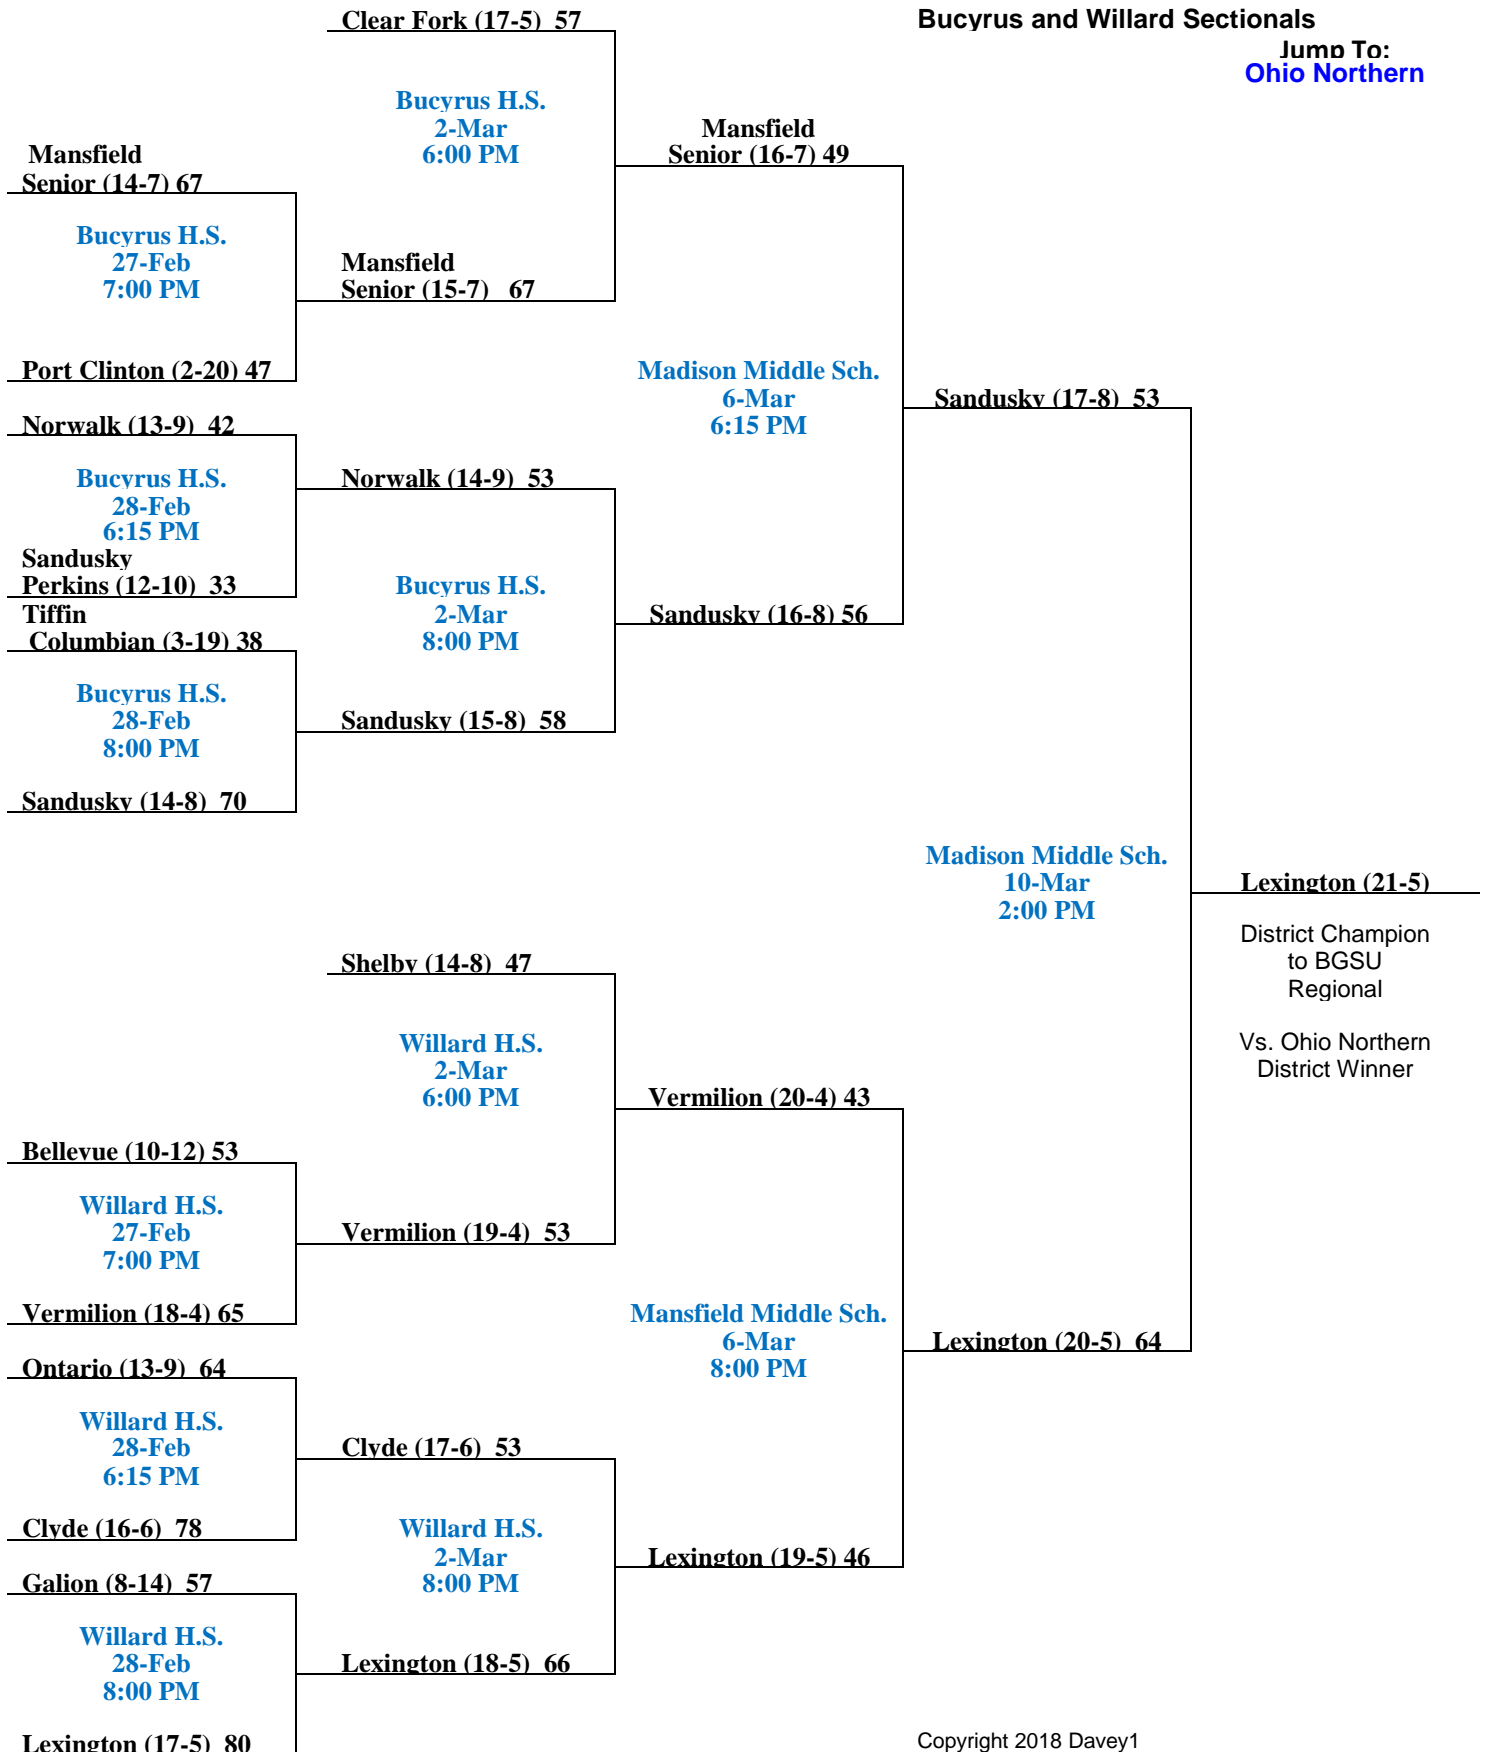 Clear Fork (17-5)  57
Bucyrus and Willard Sectionals
Jump To:
Ohio Northern
Bucyrus H.S.
2-Mar
6:00 PM
Mansfield
Senior (16-7) 49
Mansfield
Senior (14-7) 67
Bucyrus H.S.
27-Feb
7:00 PM
Mansfield
Senior (15-7)   67
Port Clinton (2-20) 47
Madison Middle Sch.
6-Mar
6:15 PM
Sandusky (17-8)  53
Norwalk (13-9)  42
Bucyrus H.S.
28-Feb
6:15 PM
Norwalk (14-9)  53
Sandusky
Perkins (12-10)  33
Bucyrus H.S.
2-Mar
8:00 PM
Sandusky (16-8) 56
Tiffin
Columbian (3-19) 38
Bucyrus H.S.
28-Feb
8:00 PM
Sandusky (15-8)  58
Sandusky (14-8)  70
Madison Middle Sch.
10-Mar
2:00 PM
Lexington (21-5)
District Champion
to BGSU
Regional
Vs. Ohio Northern
District Winner
Shelby (14-8)  47
Willard H.S.
2-Mar
6:00 PM
Vermilion (20-4) 43
Bellevue (10-12) 53
Willard H.S.
27-Feb
7:00 PM
Vermilion (19-4)  53
Vermilion (18-4) 65
Mansfield Middle Sch.
6-Mar
8:00 PM
Lexington (20-5)  64
Ontario (13-9)  64
Willard H.S.
28-Feb
6:15 PM
Clyde (17-6)  53
Clyde (16-6)  78
Willard H.S.
2-Mar
8:00 PM
Lexington (19-5) 46
Galion (8-14)  57
Willard H.S.
28-Feb
8:00 PM
Lexington (18-5)  66
Lexington (17-5)  80
Copyright 2018 Davey1